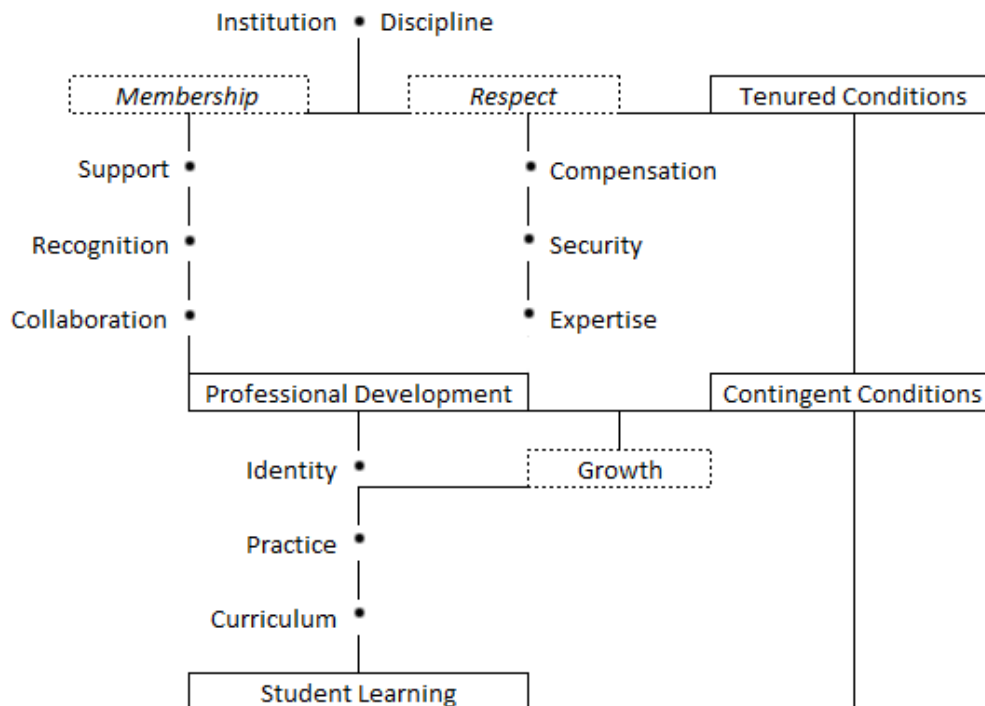 Institution Discipline
Membership Respect Tenured Conditions
Support Compensation
Recognition Security
Collaboration Expertise
Professional Development Contingent Conditions
Identity Growth
Practice
Curriculum
Student Learning